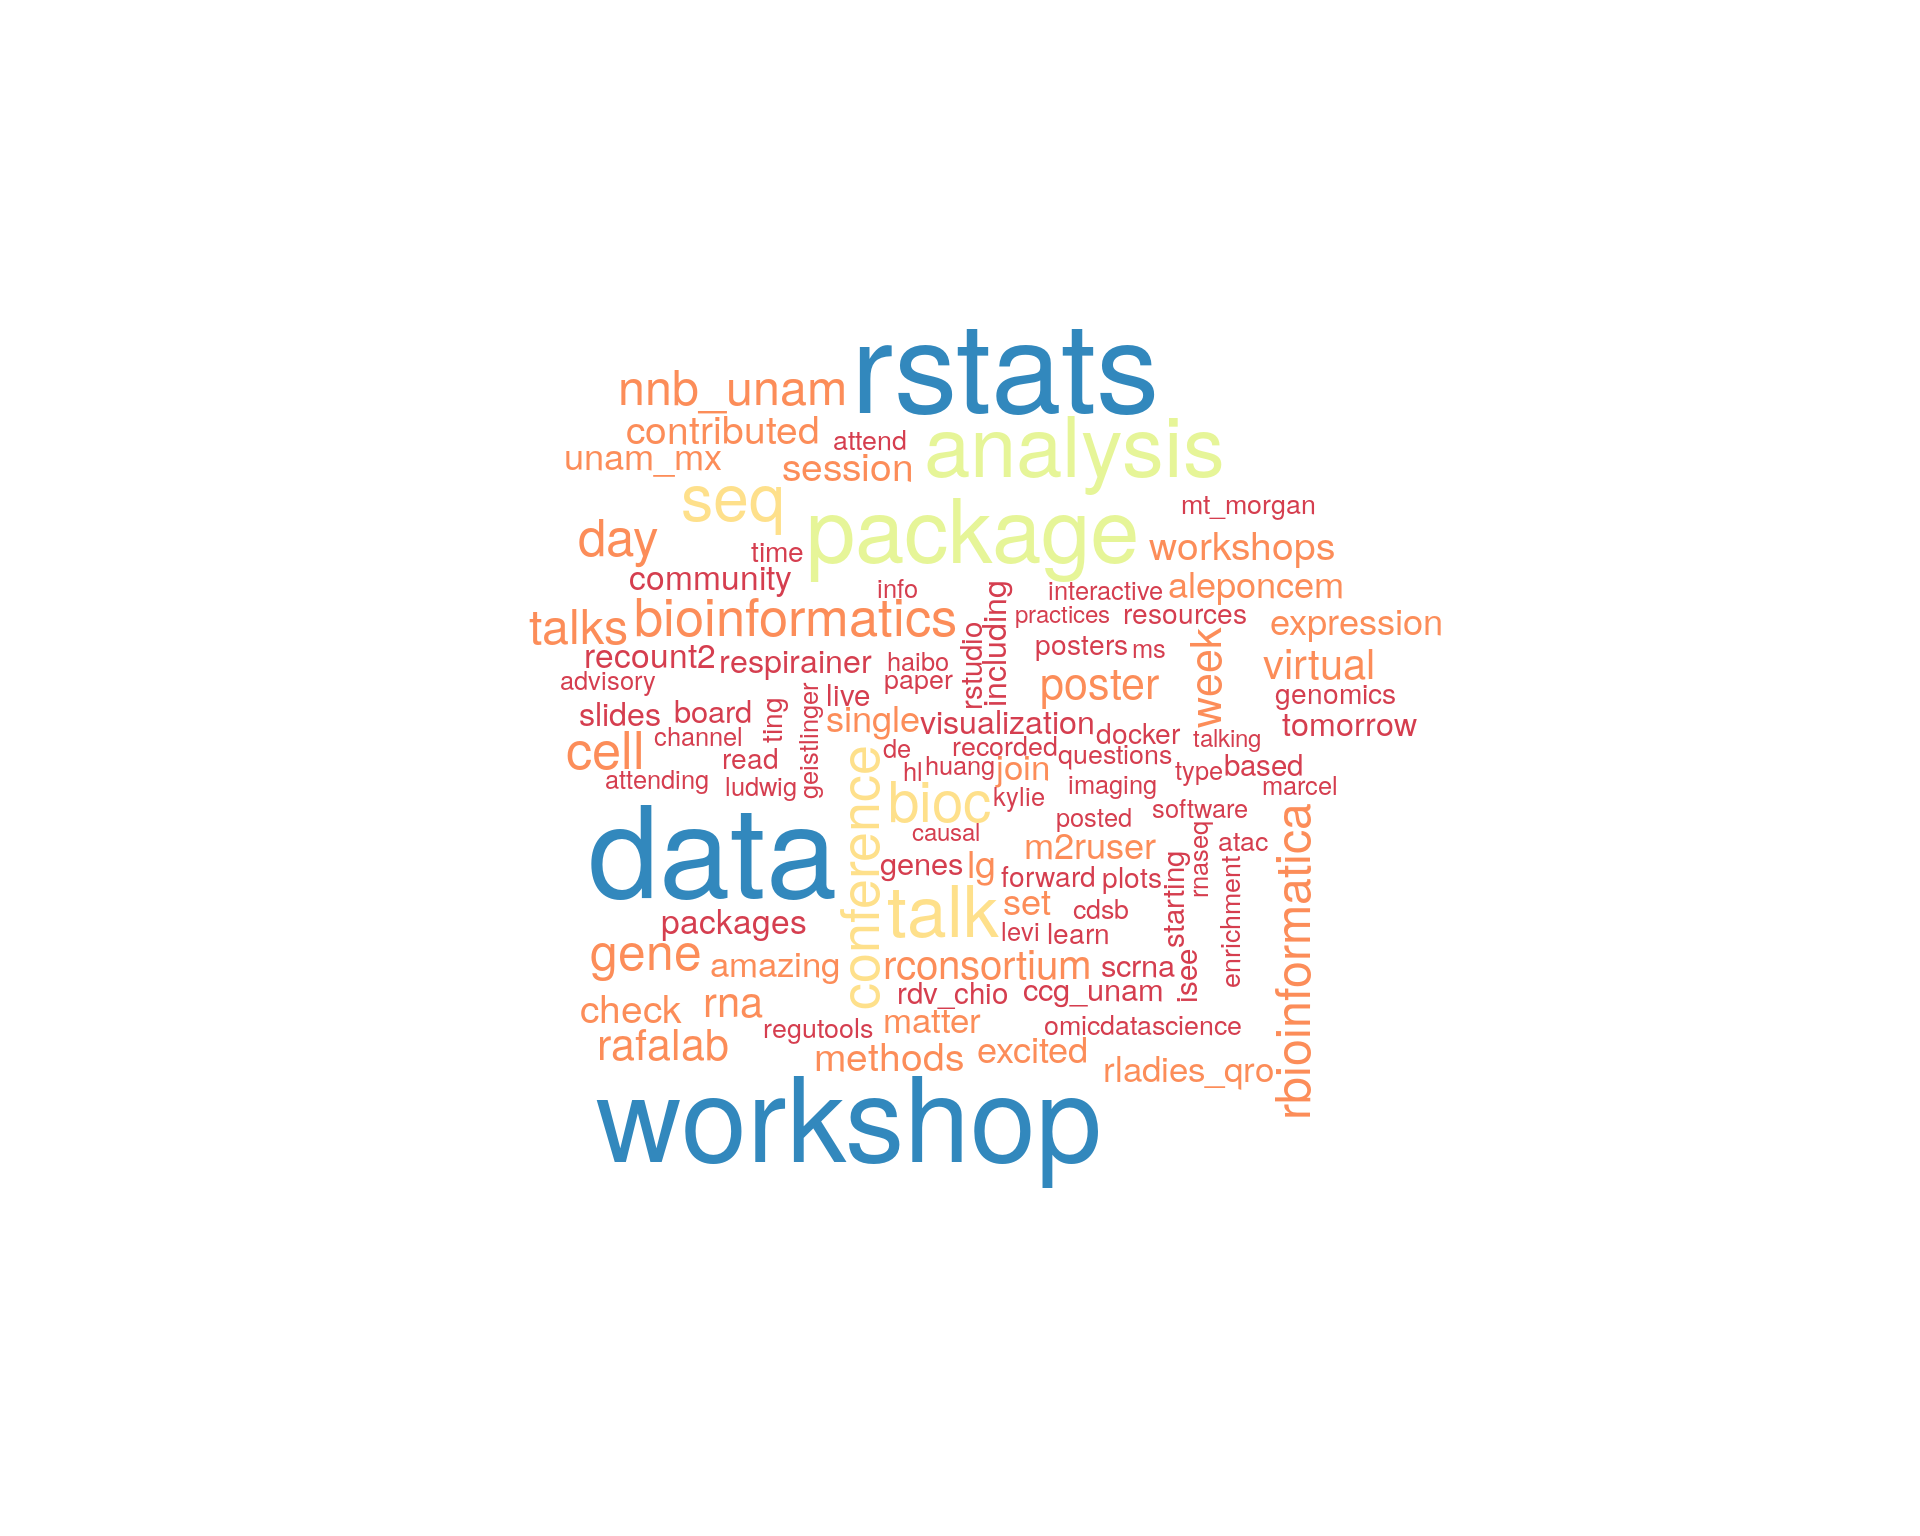 rstats
nnb_unam
contributed
attend
analysis
unam_mx
session
seq
package
mt_morgan
day
time
workshops
community
info
interactive
aleponcem
talks
bioinformatics
including
practices
resources
expression
recount2
respirainer
haibo
rstudio
posters
ms
week
virtual
advisory
paper
poster
genomics
slides
board
ting
geistlinger
live
single
visualization
docker
talking
tomorrow
cell
channel
read
de
recorded
questions
attending
ludwig
conference
hl
huang
join
imaging
type
based
marcel
data
bioc
kylie
posted
software
causal
m2ruser
rnaseq
atac
rbioinformatica
genes
lg
forward
plots
starting
enrichment
packages
talk
set
cdsb
levi
learn
gene
amazing
rconsortium
scrna
isee
check
rna
rdv_chio
ccg_unam
rafalab
regutools
matter
omicdatascience
methods
excited
rladies_qro
workshop